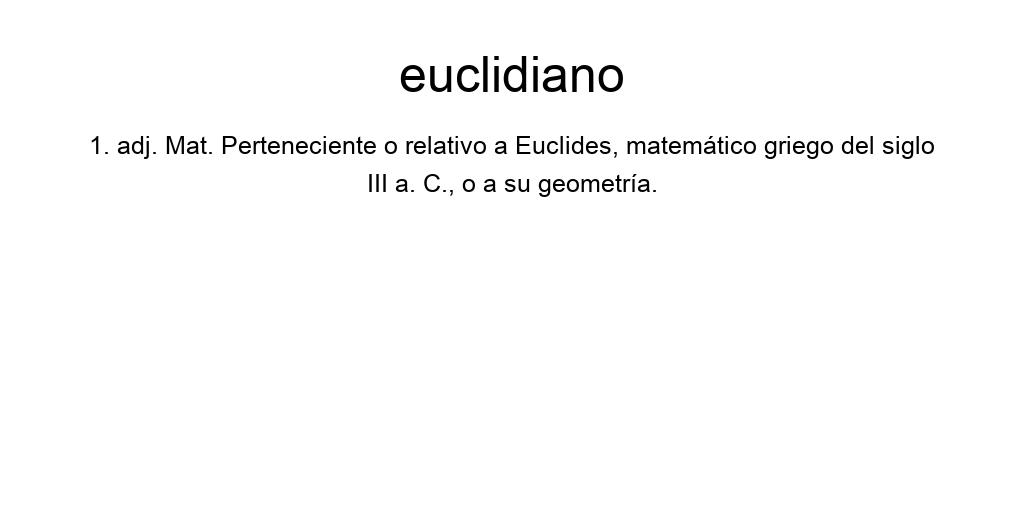 euclidiano
1. adj. Mat. Perteneciente o relativo a Euclides, matemático griego del siglo
III a. C., o a su geometría.